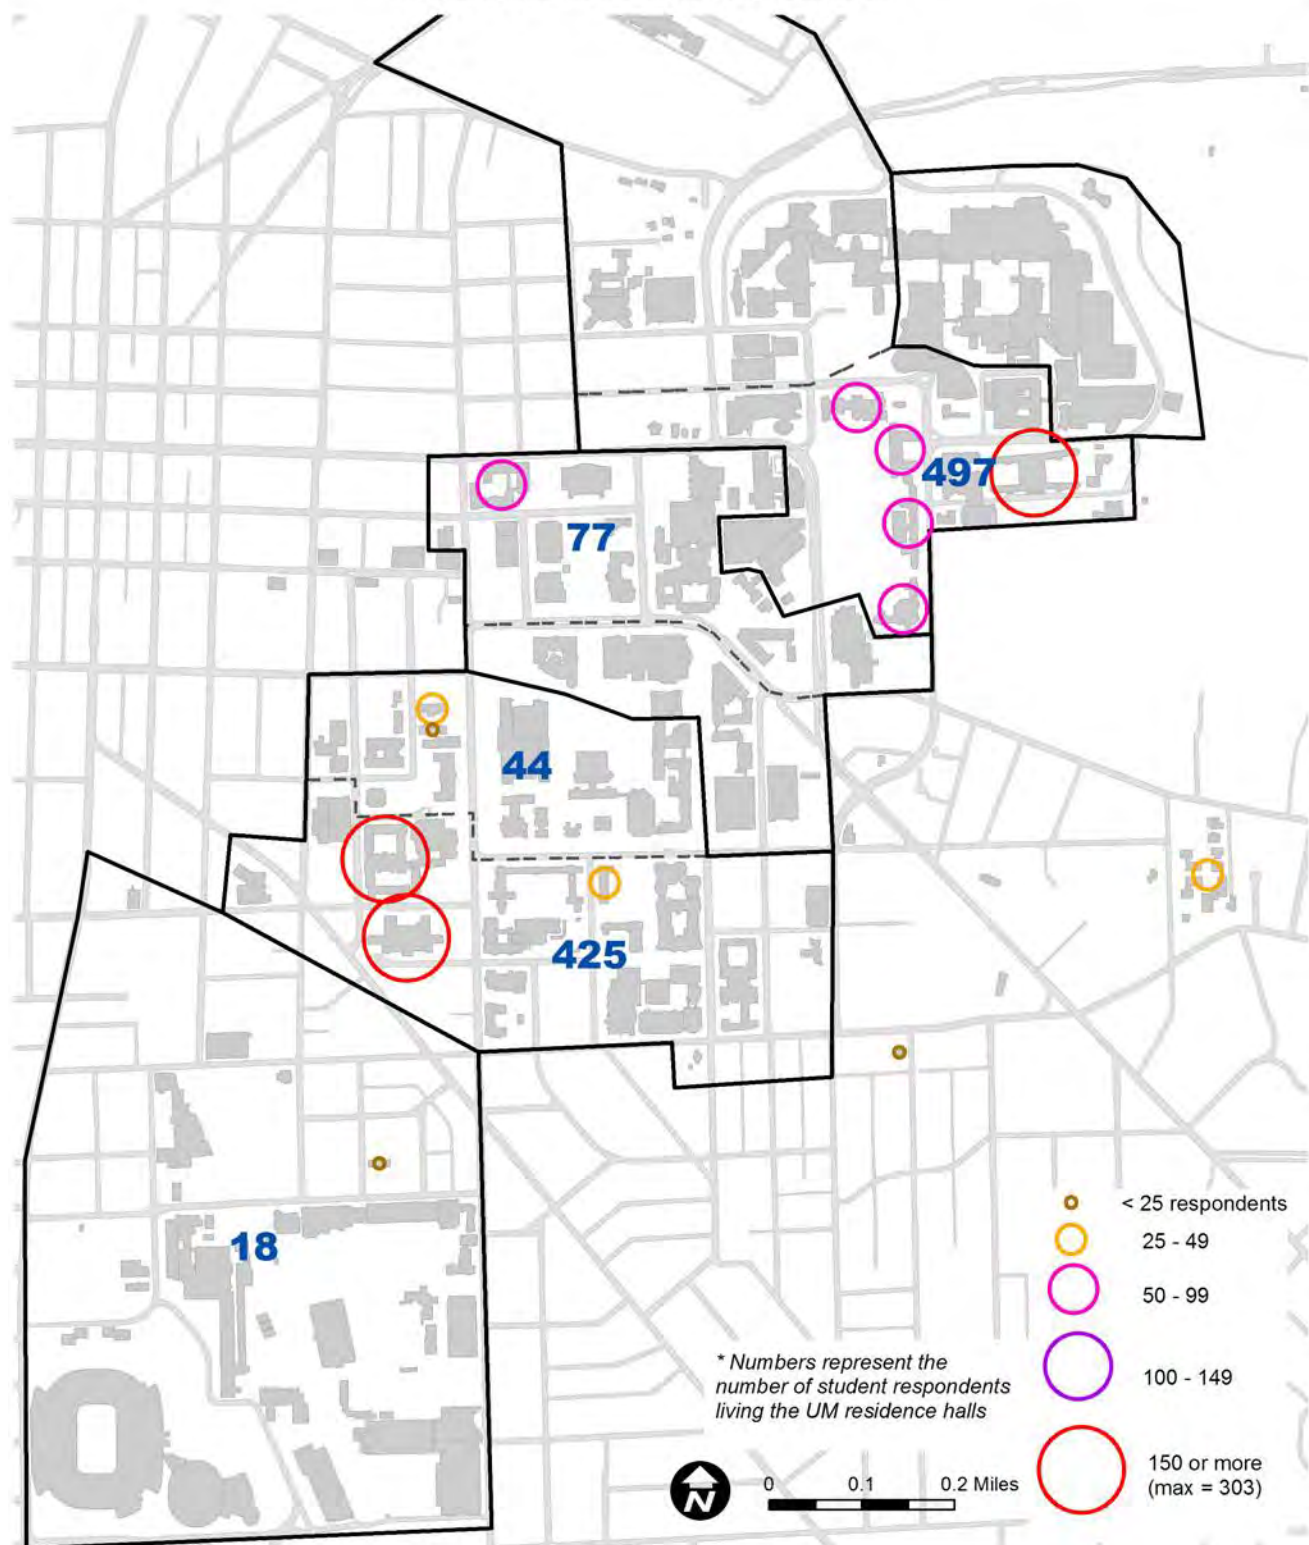 497
77
44
425
18
< 25 respondents
25 - 49
50 - 99
100 - 149
150 or more
(max = 303)
* Numbers represent the
number of student respondents
living the UM residence halls
N
0 0.1 0.2 Miles